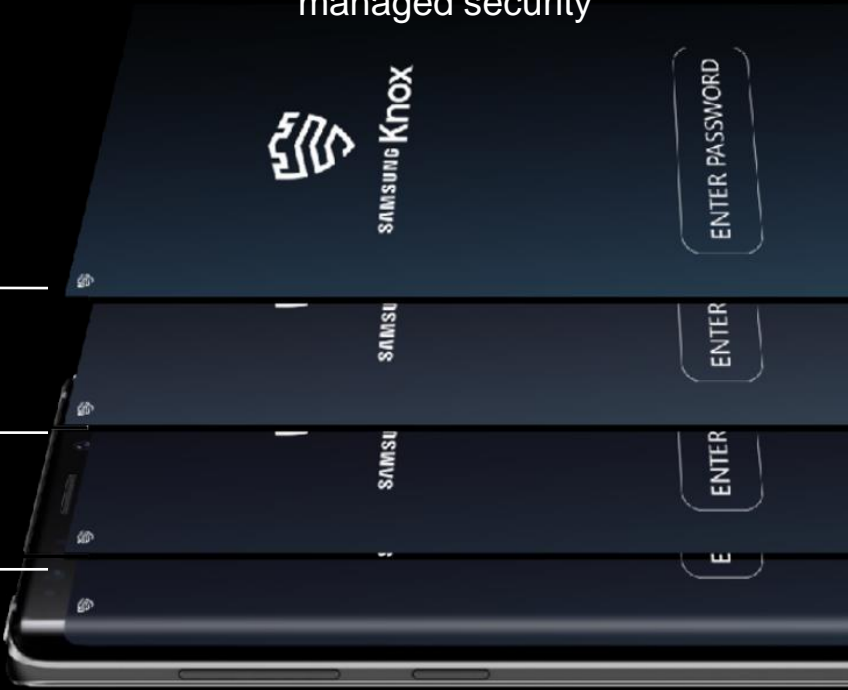 managed security
SAMSUNG Knox
ENTER PASSWORD
SAMSU
ENTER
SAMSU
ENTER
E